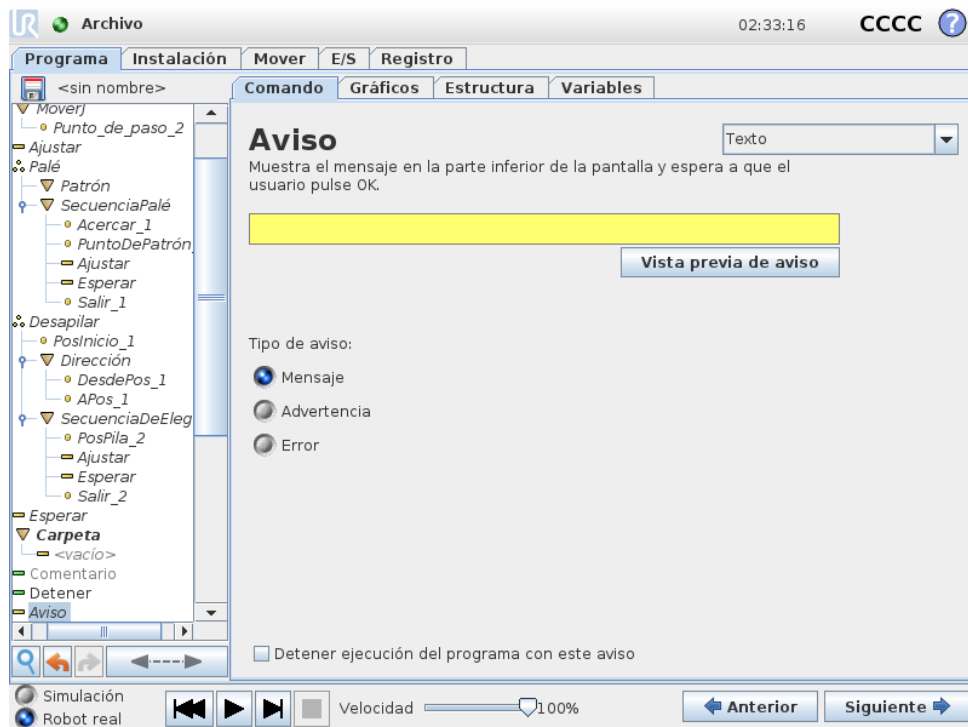 UR
Archivo
02:33:16
CCCC
?
Programa
Instalación
Mover
E/S
Registro
<sin nombre>
Comando
Gráficos
Estructura
Variables
MoverJ
Punto_de_paso_2
Ajustar
Palé
Patrón
SecuenciaPalé
Acercar_1
PuntoDePatrón_
Ajustar
Esperar
Salir_1
Desapilar
PosInicio_1
Dirección
DesdePos_1
APos_1
SecuenciaDeEleg
PosPila_2
Ajustar
Esperar
Salir_2
Esperar
Carpeta
<vacío>
Comentario
Detener
Aviso
Aviso
Texto
Muestra el mensaje en la parte inferior de la pantalla y espera a que el
usuario pulse OK.
Vista previa de aviso
Tipo de aviso:
Mensaje
Advertencia
Error
Detener ejecución del programa con este aviso
Simulación
Robot real
Velocidad
100%
Anterior
Siguiente